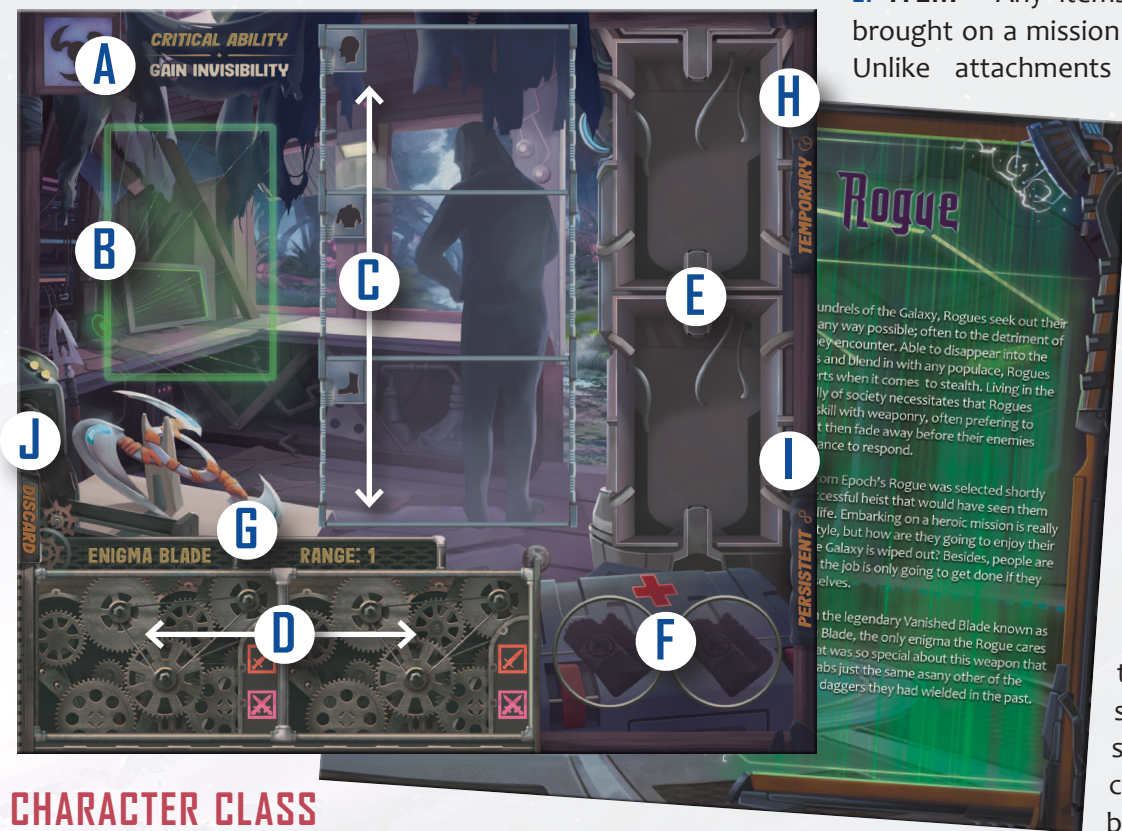 ITEM – Any items
brought on a mission
Unlike attachments
A
CRITICAL ABILITY
GAIN INVISIBILITY
B
C
H
TEMPORARY
E
I
PERSISTENT
J
DISCARD
G
ENIGMA BLADE RANGE: 1
D
F
Rogue
undrels of the Galaxy, Rogues seek out their
any way possible; often to the detriment of
ey encounter. Able to disappear into the
s and blend in with any populace, Rogues
erts when it comes to stealth. Living in the
lly of society necessitates that Rogues
skill with weaponry, often prefering to
t then fade away before their enemies
ance to respond.
om Epoch's Rogue was selected shortly
ccessful heist that would have seen them
life. Embarking on a heroic mission is really
tyle, but how are they going to enjoy their
e Galaxy is wiped out? Besides, people are
the job is only going to get done if they
selves.
the legendary Vanished Blade known as
Blade, the only enigma the Rogue cares
at was so special about this weapon that
abs just the same asany other of the
daggers they had wielded in the past.
CHARACTER CLASS